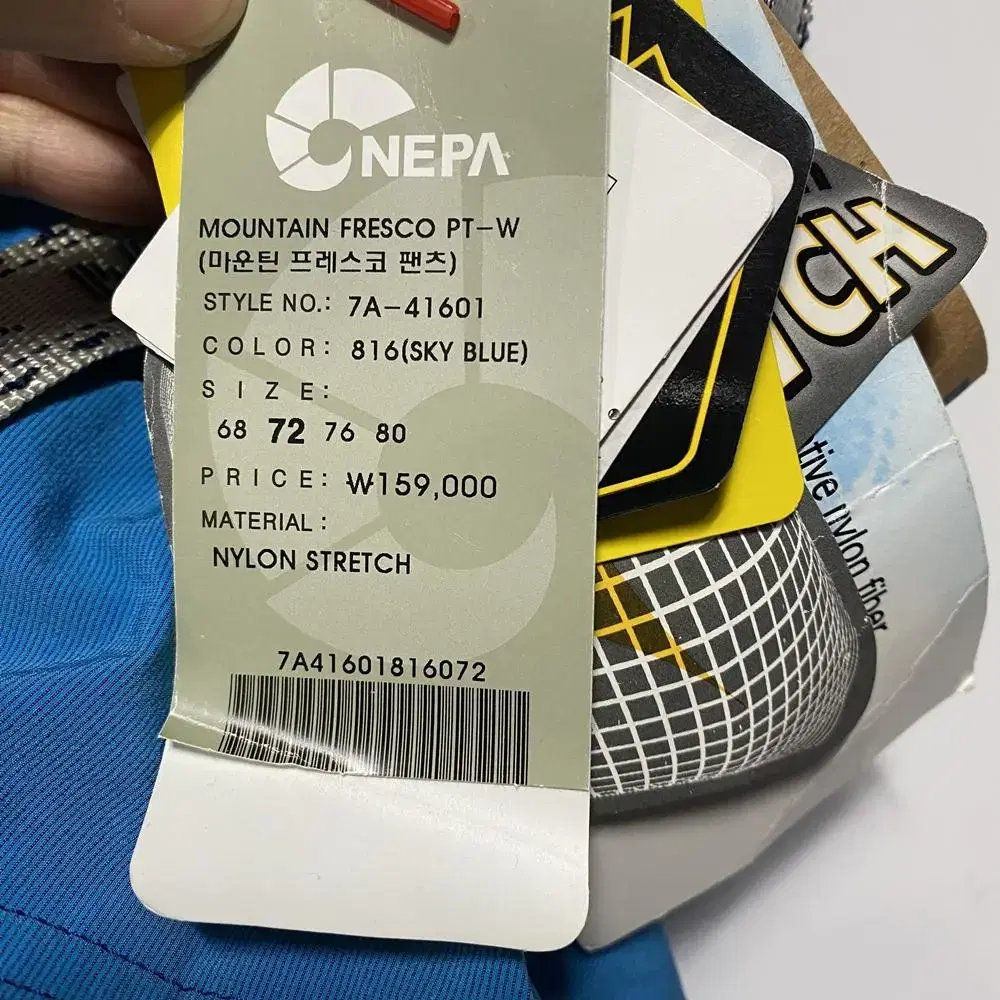 NEPA
MOUNTAIN FRESCO PT-W
(마운틴 프레스코 팬츠)
STYLE NO.: 7A-41601
COLOR: 816(SKY BLUE)
SIZE:
68 72 76 80
PRICE: ₩159,000
MATERIAL:
NYLON STRETCH
7A41601816072
TCH
tive nylon fiber